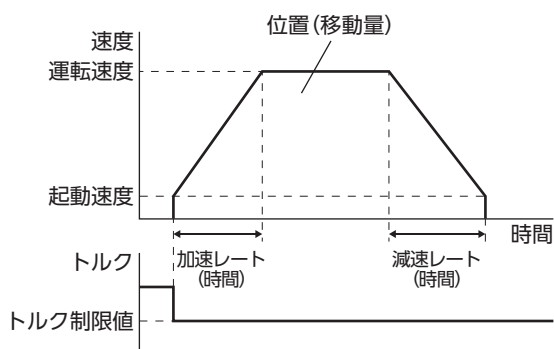 位置(移動量)
速度
運転速度
起動速度
時間
トルク
加速レート
(時間)
減速レート
(時間)
トルク制限値